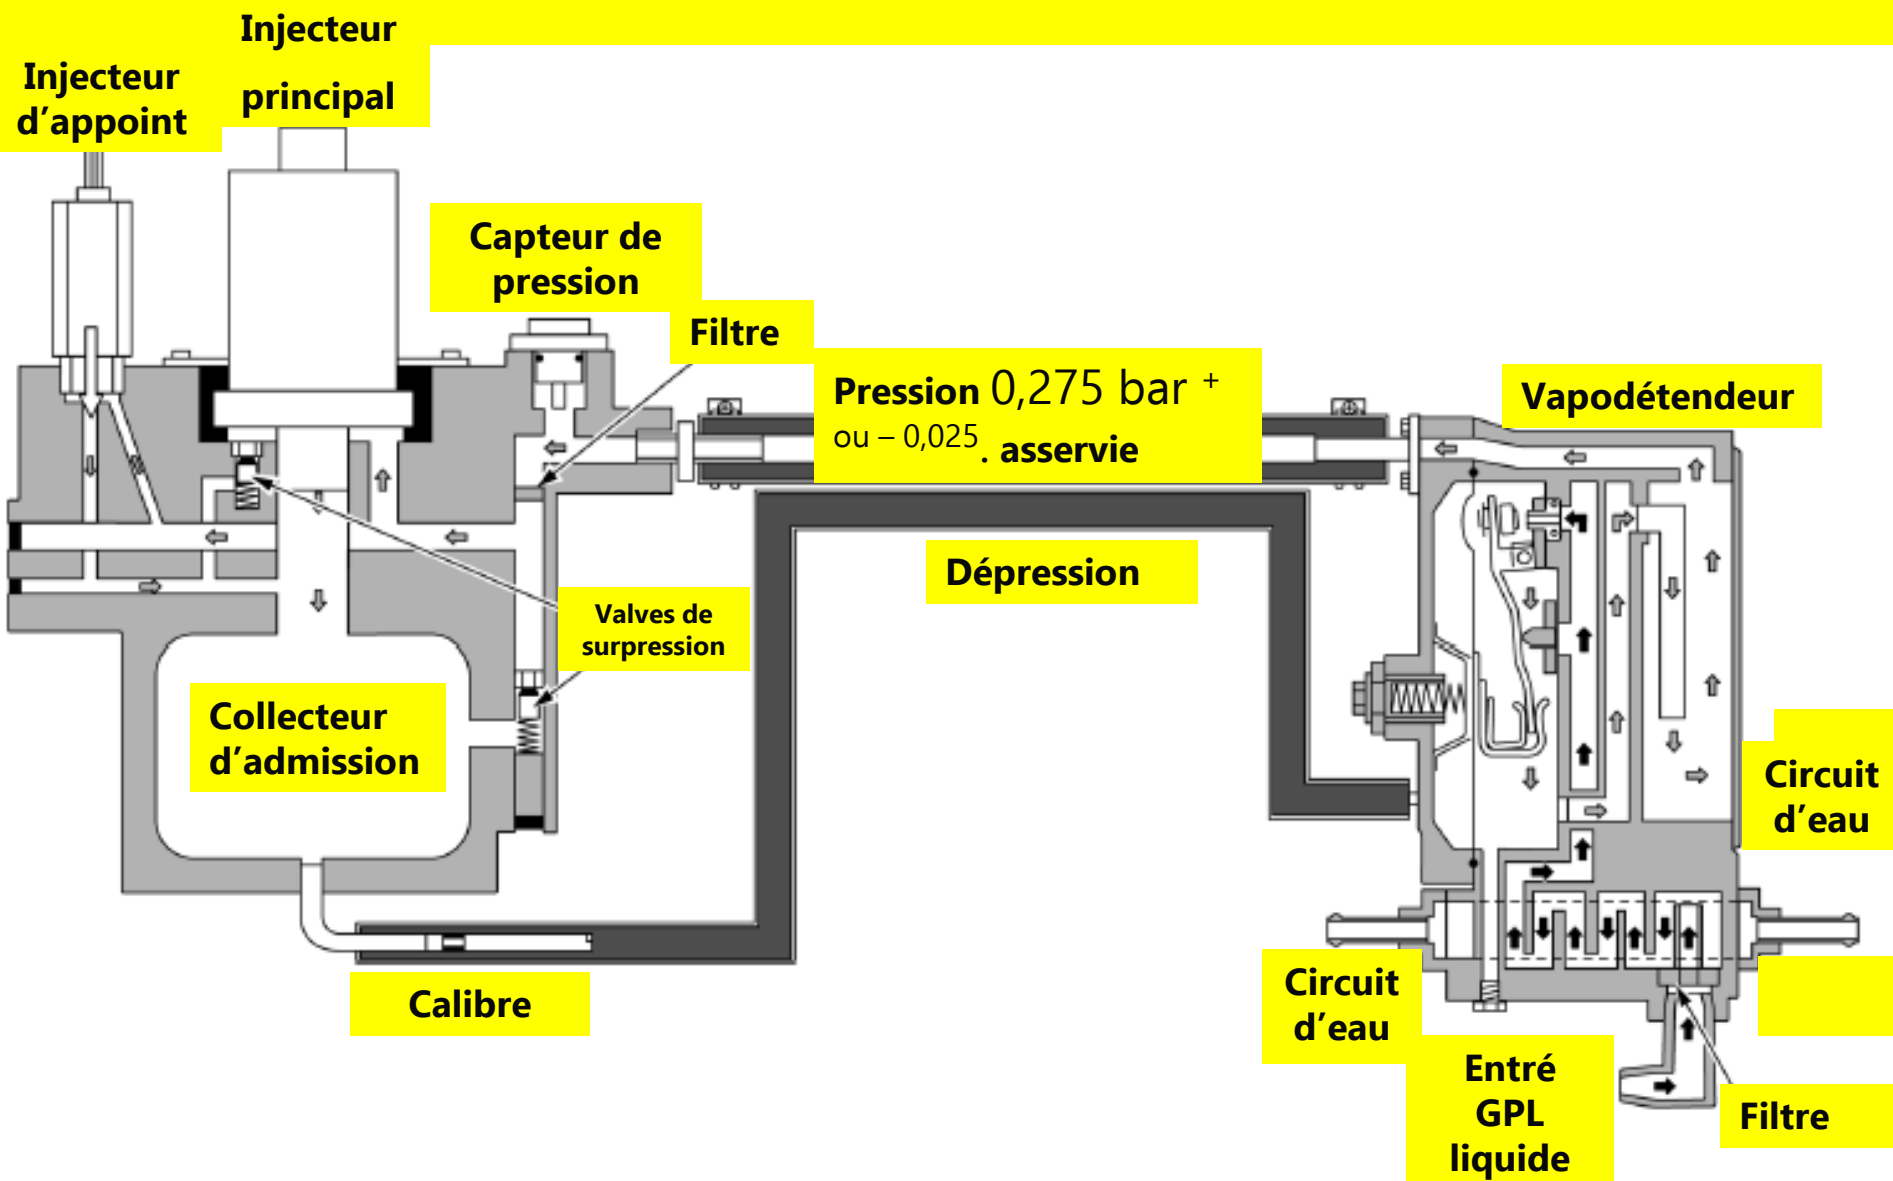 Injecteur
principal
Injecteur
d’appoint
Capteur de
pression
Filtre
Pression 0,275 bar +
ou – 0,025. asservie
Vapodétendeur
Dépression
Valves de
surpression
Collecteur
d’admission
Circuit
d’eau
Calibre
Circuit
d’eau
Entré
GPL
liquide
Filtre